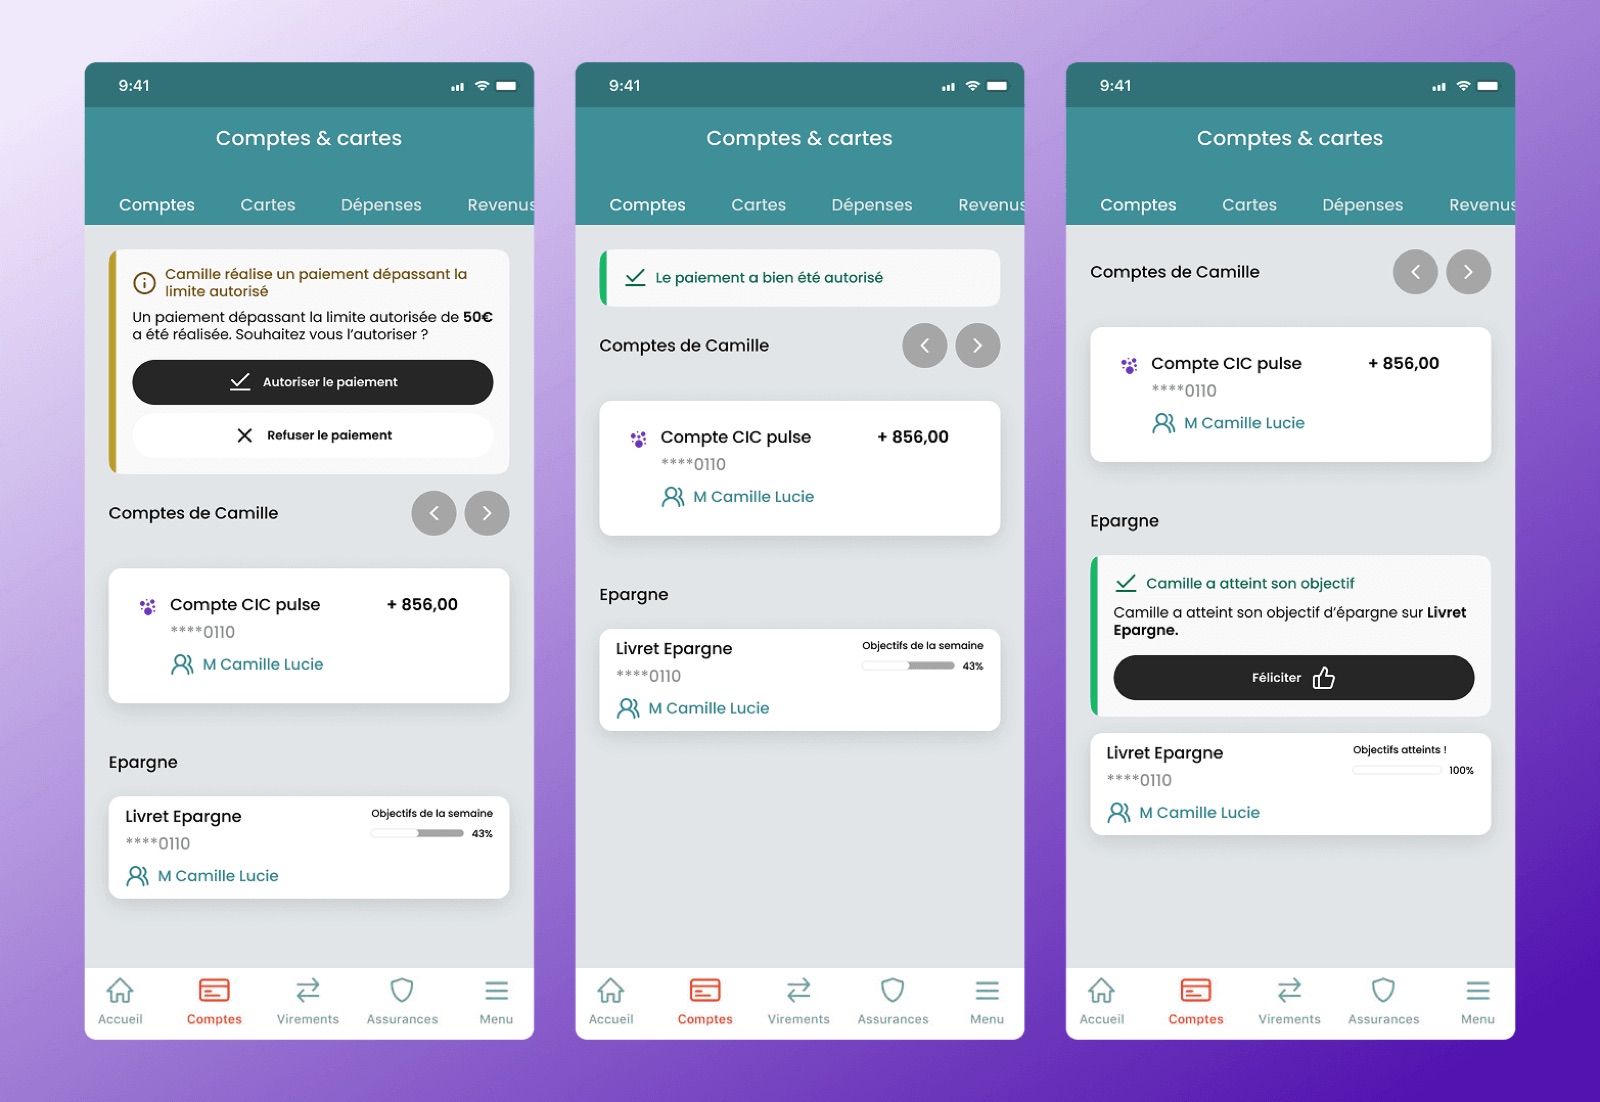 9:41
Comptes & cartes
Comptes Cartes Dépenses Revenus
Camille réalise un paiement dépassant la
limite autorisé
Un paiement dépassant la limite autorisée de 50€
a été réalisée. Souhaitez vous l'autoriser ?
Autoriser le paiement
Refuser le paiement
Comptes de Camille
Compte CIC pulse + 856,00
****0110
M Camille Lucie
Epargne
Livret Epargne Objectifs de la semaine
****0110 43%
M Camille Lucie
Accueil Comptes Virements Assurances Menu
9:41
Comptes & cartes
Comptes Cartes Dépenses Revenus
Le paiement a bien été autorisé
Comptes de Camille
Compte CIC pulse + 856,00
****0110
M Camille Lucie
Epargne
Livret Epargne Objectifs de la semaine
****0110 43%
M Camille Lucie
Accueil Comptes Virements Assurances Menu
9:41
Comptes & cartes
Comptes Cartes Dépenses Revenus
Comptes de Camille
Compte CIC pulse + 856,00
****0110
M Camille Lucie
Epargne
Camille a atteint son objectif
Camille a atteint son objectif d'épargne sur Livret
Epargne.
Féliciter
Livret Epargne Objectifs atteints !
****0110 100%
M Camille Lucie
Accueil Comptes Virements Assurances Menu